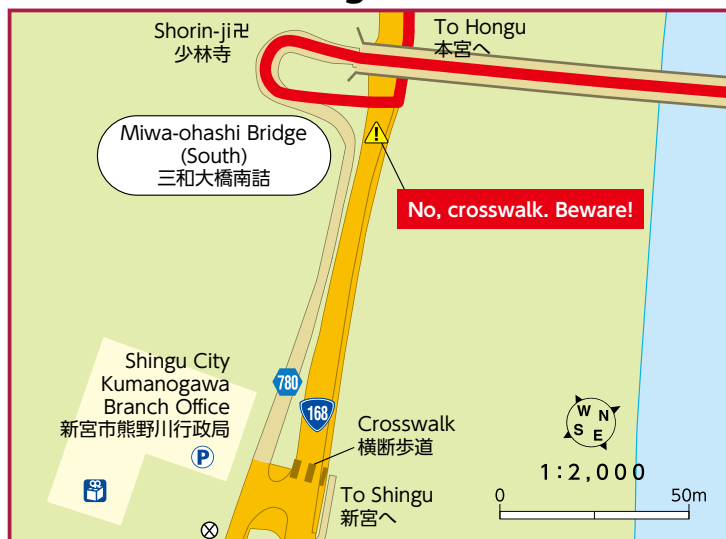 Shorin-ji卍
少林寺
To Hongu
本宮へ
Miwa-ohashi Bridge
(South)
三和大橋南詰
!
No, crosswalk. Beware!
Shingu City
Kumanogawa
Branch Office
新宮市熊野川行政局
P
780
168
Crosswalk
横断歩道
To Shingu
新宮へ
W N
S E
1:2,000
0 50m